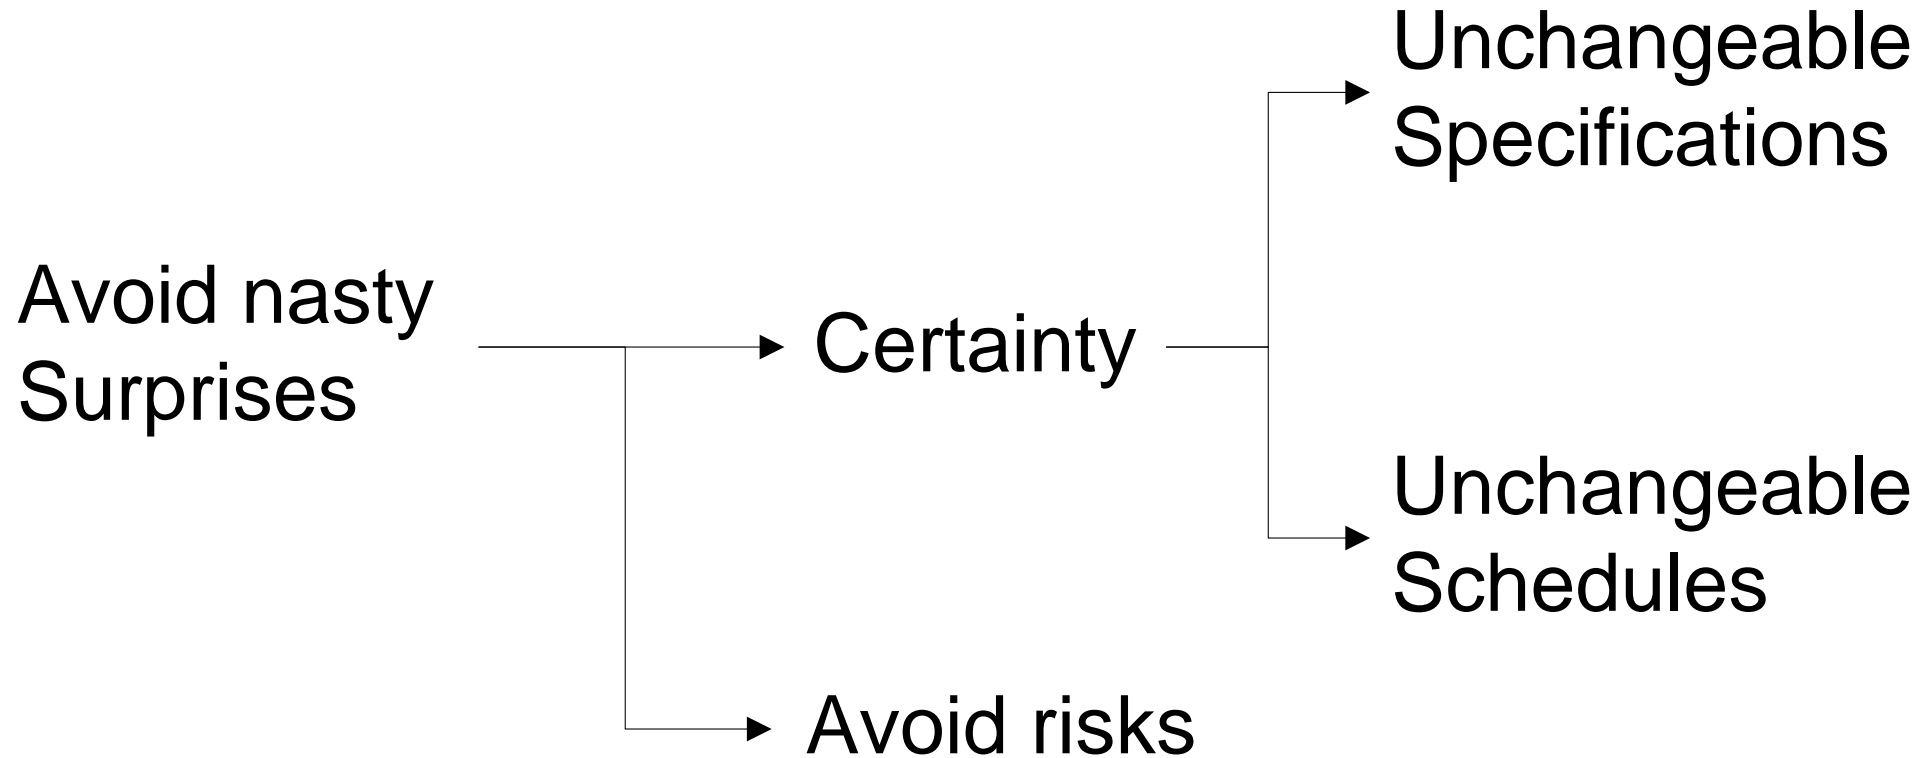 Avoid nasty
Surprises
Certainty
Avoid risks
Unchangeable
Specifications
Unchangeable
Schedules